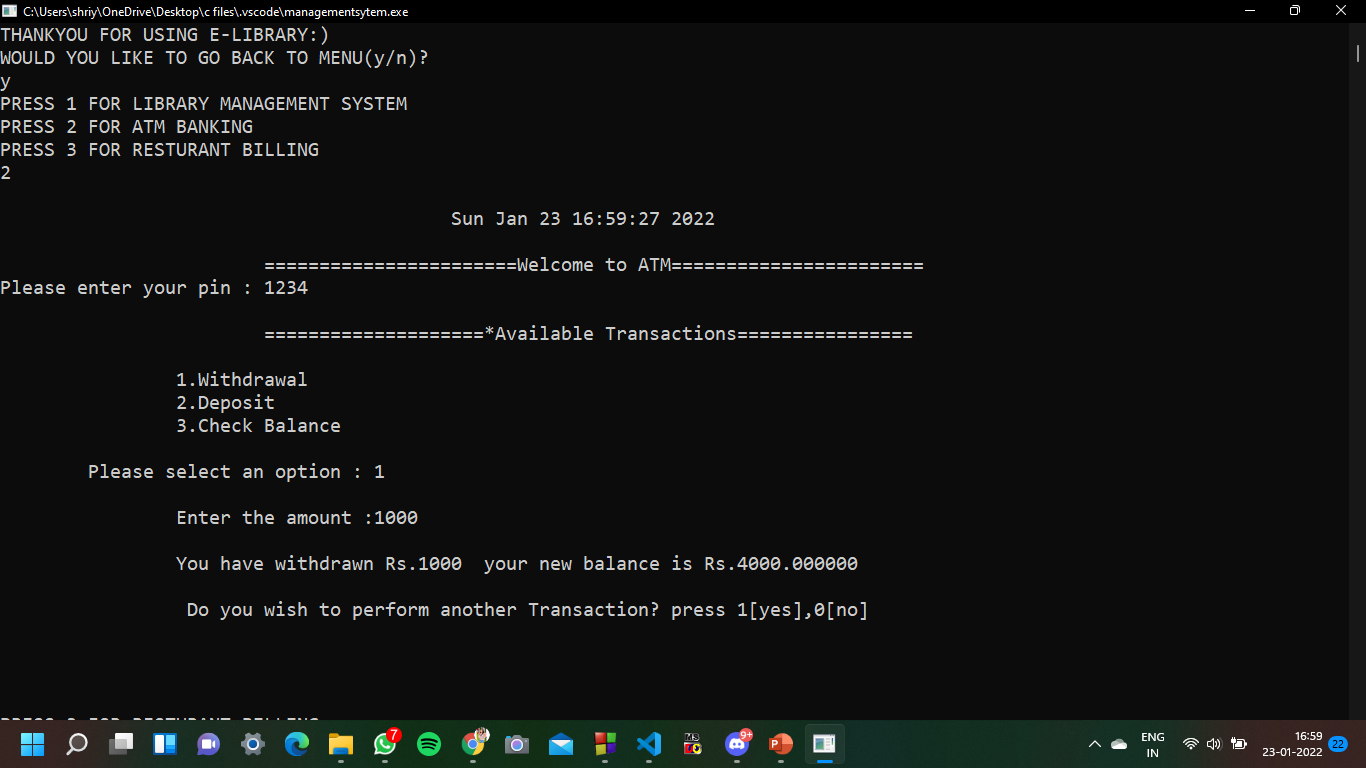 C:\Users\shriy\OneDrive\Desktop\c files\.vscode\managementsytem.exe
THANKYOU FOR USING E-LIBRARY:)
WOULD YOU LIKE TO GO BACK TO MENU(y/n)?
y
PRESS 1 FOR LIBRARY MANAGEMENT SYSTEM
PRESS 2 FOR ATM BANKING
PRESS 3 FOR RESTURANT BILLING
2
Sun Jan 23 16:59:27 2022
=======================Welcome to ATM=======================
Please enter your pin : 1234
====================*Available Transactions================
1.Withdrawal
2.Deposit
3.Check Balance
Please select an option : 1
Enter the amount :1000
You have withdrawn Rs.1000  your new balance is Rs.4000.000000
Do you wish to perform another Transaction? press 1[yes],0[no]
7
9+
ENG
IN
16:59
23-01-2022
22